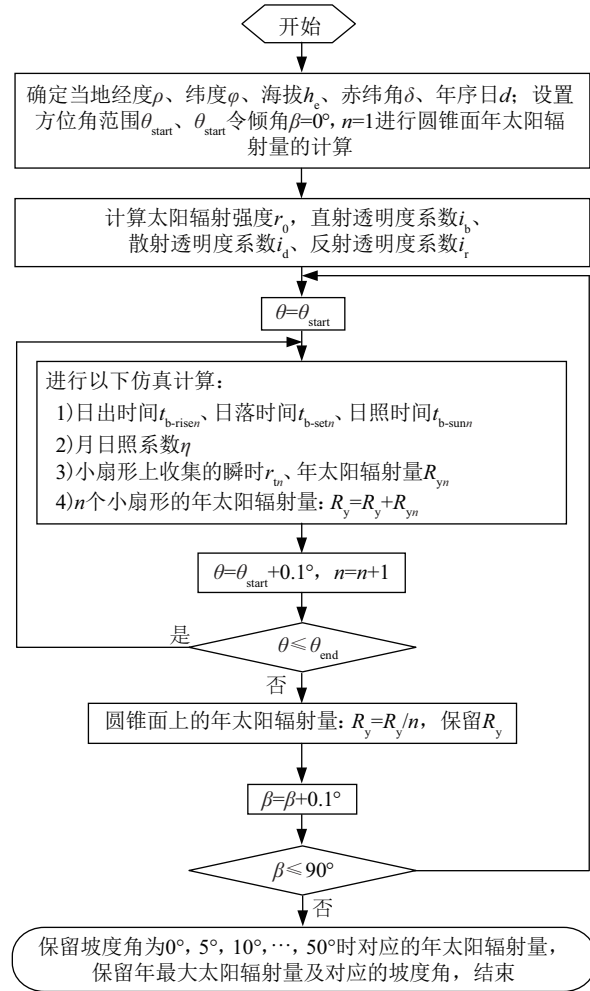 开始
确定当地经度ρ、纬度φ、海拔hₑ、赤纬角δ、年序日d；设置
方位角范围θstart、θstart令倾角β=0°，n=1进行圆锥面年太阳辐
射量的计算
计算太阳辐射强度r₀，直射透明度系数ib、
散射透明度系数id、反射透明度系数ir
θ=θstart
进行以下仿真计算：
1)日出时间tb-risen、日落时间tb-setn、日照时间tb-sunn
2)月日照系数η
3)小扇形上收集的瞬时rtn、年太阳辐射量Ryn
4)n个小扇形的年太阳辐射量：Ry=Ry+Ryn
θ=θstart+0.1°，n=n+1
是
θ≤θend
否
圆锥面上的年太阳辐射量：Ry=Ry/n，保留Ry
β=β+0.1°
β≤90°
否
保留坡度角为0°，5°，10°，…，50°时对应的年太阳辐射量，
保留年最大太阳辐射量及对应的坡度角，结束